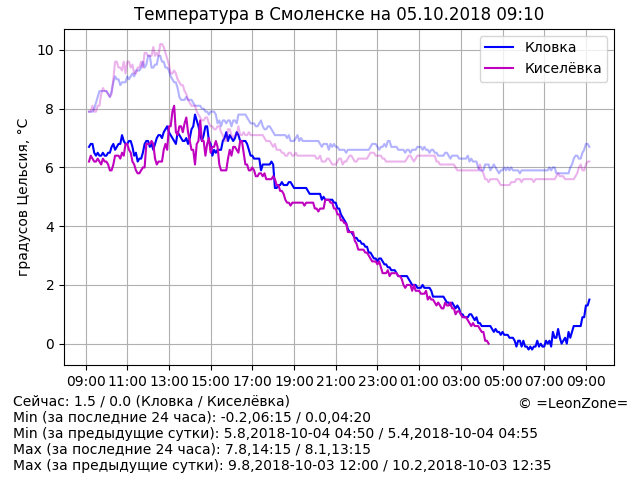 Температура в Смоленске на 05.10.2018 09:10
Кловка
Киселёвка
градусов Цельсия, °C
10
8
6
4
2
0
09:00 11:00 13:00 15:00 17:00 19:00 21:00 23:00 01:00 03:00 05:00 07:00 09:00
Сейчас: 1.5 / 0.0 (Кловка / Киселёвка)
© =LeonZone=
Min (за последние 24 часа): -0.2,06:15 / 0.0,04:20
Min (за предыдущие сутки): 5.8,2018-10-04 04:50 / 5.4,2018-10-04 04:55
Max (за последние 24 часа): 7.8,14:15 / 8.1,13:15
Max (за предыдущие сутки): 9.8,2018-10-03 12:00 / 10.2,2018-10-03 12:35